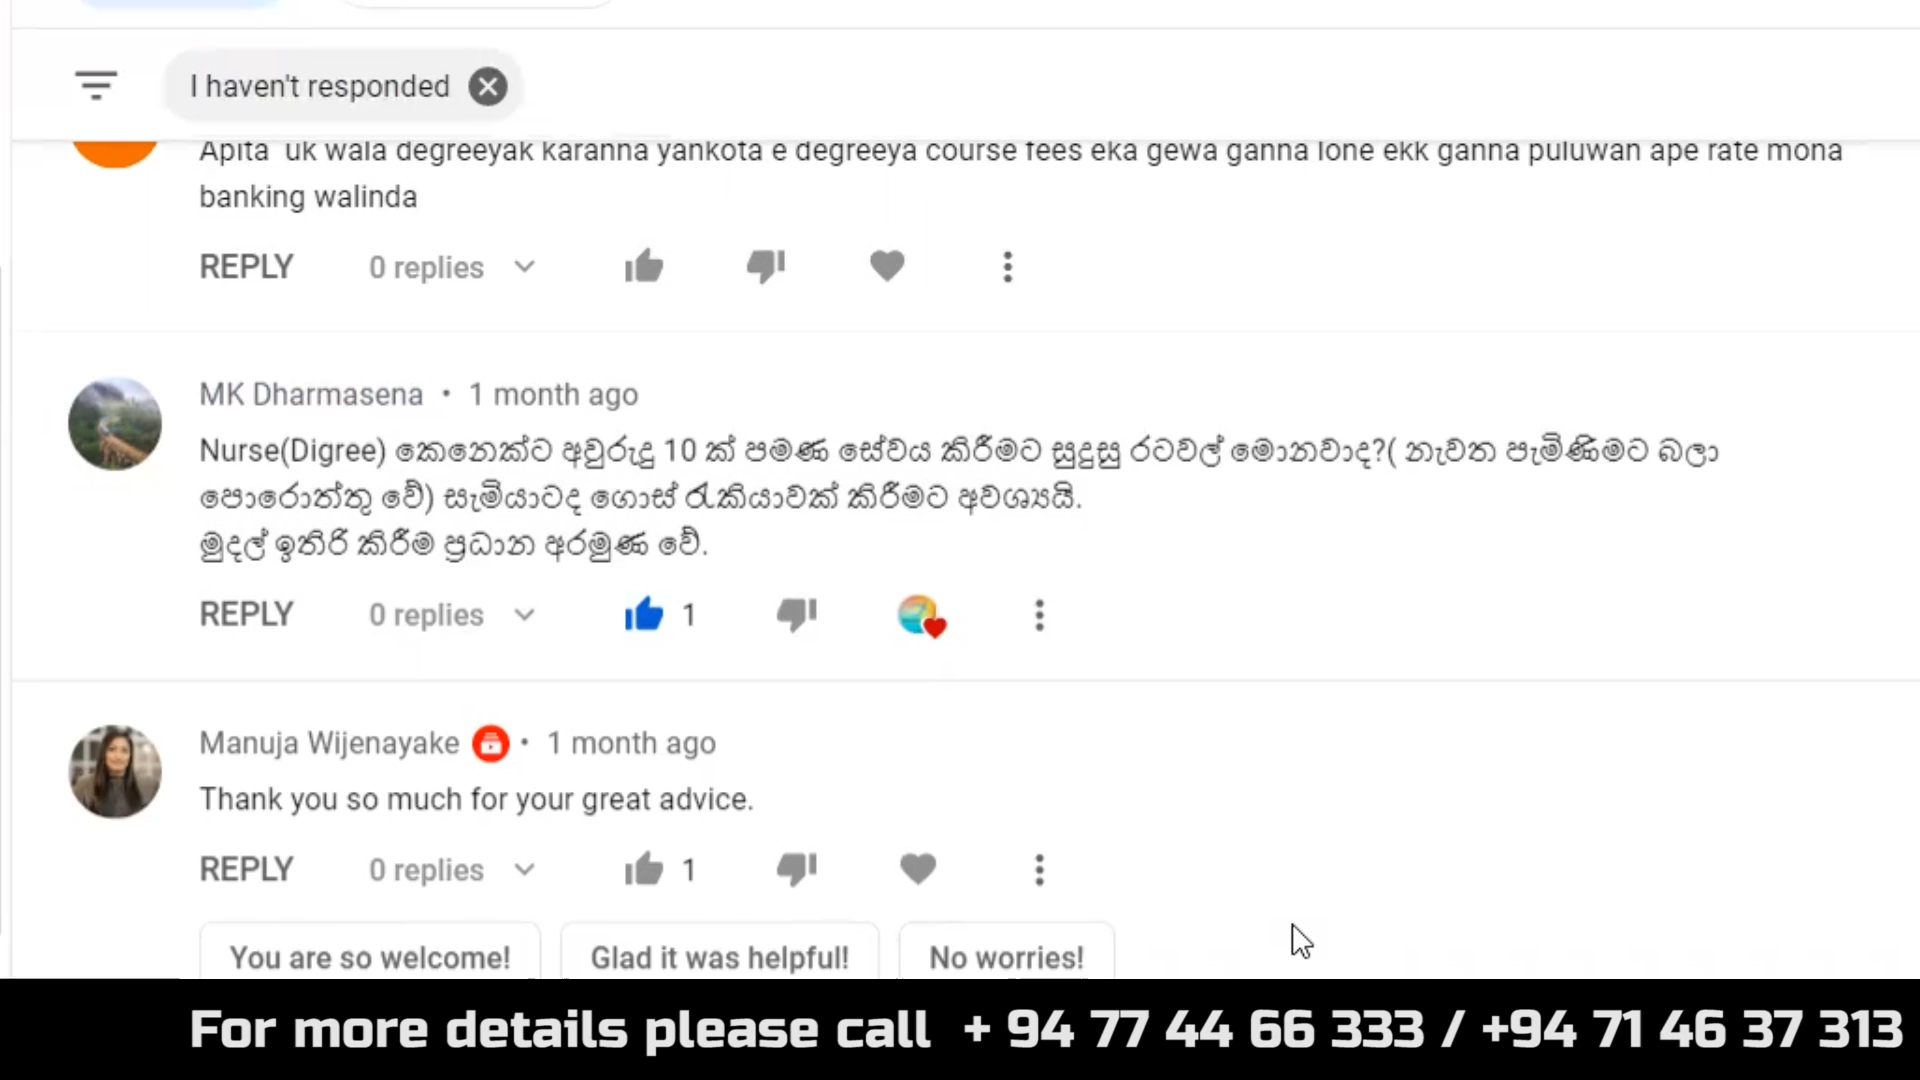 I haven't responded
Apita uk wala degreeyak karanna yankota e degreeya course fees eka gewa ganna lone ekk ganna puluwan ape rate mona
banking walinda
REPLY 0 replies
MK Dharmasena • 1 month ago
Nurse(Digree) කෙනෙක්ට අවුරුදු 10 ක් පමණ සේවය කිරීමට සුදුසු රටවල් මොනවාද?( නැවත පැමිණිමට බලා
පොරොත්තු වේ) සැමියාටද ගොස් රැකියාවක් කිරීමට අවශ්‍යයි.
මුදල් ඉතිරි කිරීම ප්‍රධාන අරමුණ වේ.
REPLY 0 replies 1
Manuja Wijenayake • 1 month ago
Thank you so much for your great advice.
REPLY 0 replies 1
You are so welcome! Glad it was helpful! No worries!
For more details please call + 94 77 44 66 333 / +94 71 46 37 313